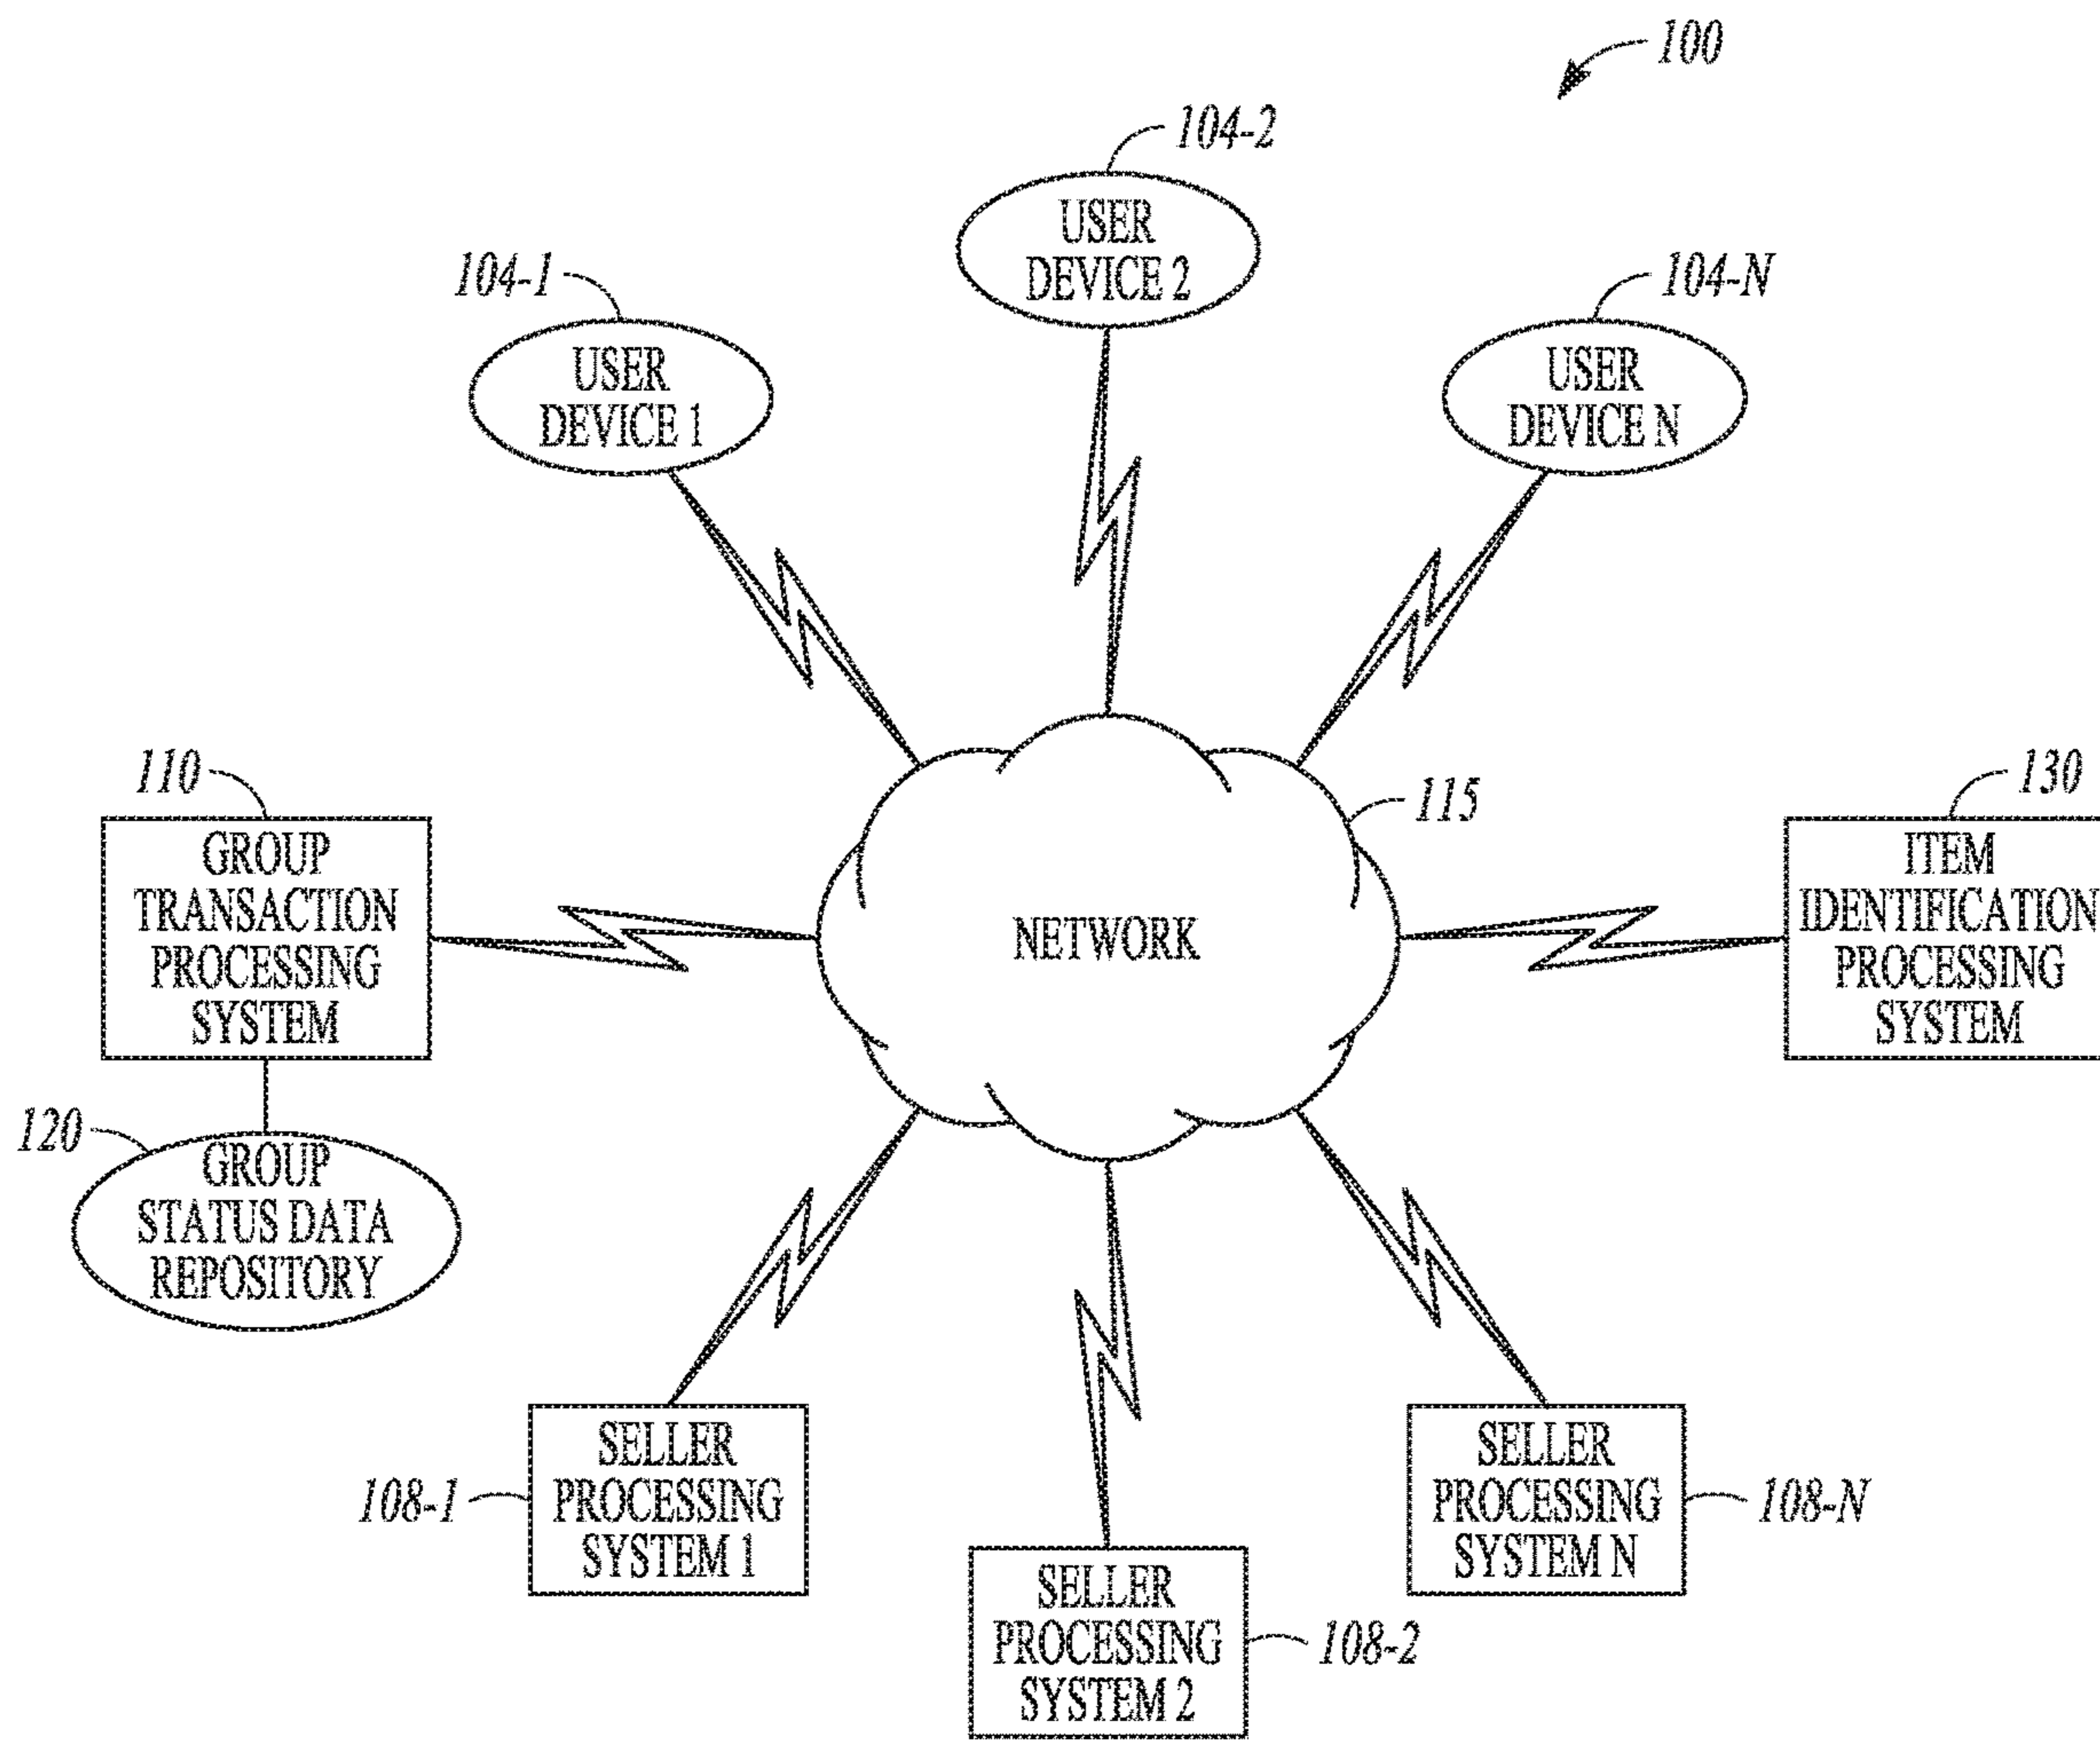 100
104-2
USER
DEVICE 2
104-1
USER
DEVICE 1
104-N
USER
DEVICE N
110
GROUP
TRANSACTION
PROCESSING
SYSTEM
115
NETWORK
130
ITEM
IDENTIFICATION
PROCESSING
SYSTEM
120
GROUP
STATUS DATA
REPOSITORY
108-1
SELLER
PROCESSING
SYSTEM 1
SELLER
PROCESSING
SYSTEM 2
108-2
SELLER
PROCESSING
SYSTEM N
108-N